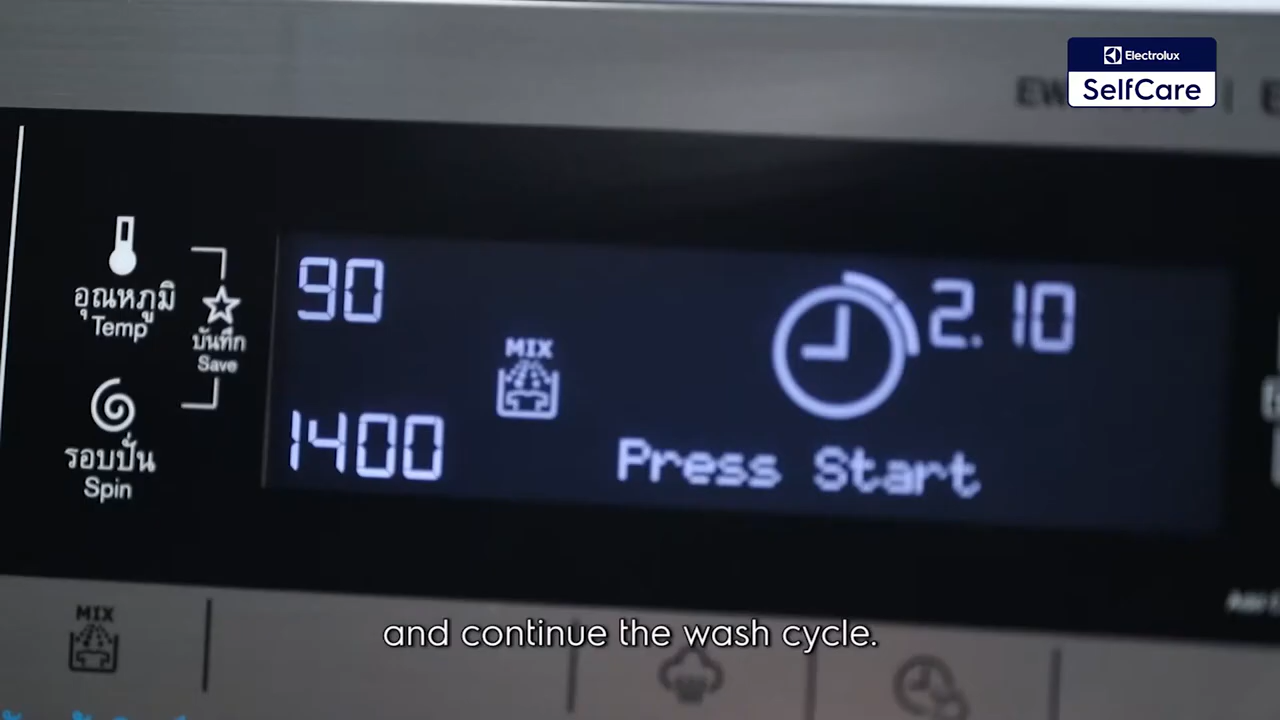 Electrolux
SelfCare
EW
อุณหภูมิ
Temp
บันทึก
Save
รอบปั่น
Spin
90
1400
MIX
2.10
Press Start
MIX
and continue the wash cycle.